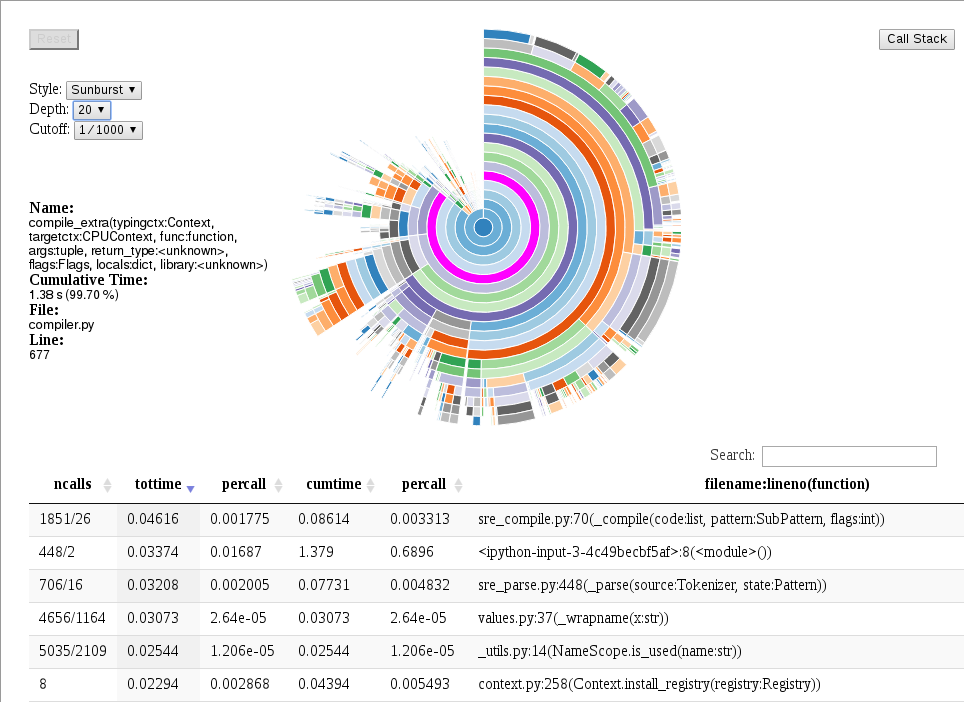 Reset
Call Stack
Style: Sunburst ▼
Depth: 20 ▼
Cutoff: 1 / 1000 ▼
Name:
compile_extra(typingctx:Context,
targetctx:CPUContext, func:function,
args:tuple, return_type:<unknown>,
flags:Flags, locals:dict, library:<unknown>)
Cumulative Time:
1.38 s (99.70 %)
File:
compiler.py
Line:
677
Search:
ncalls tottime percall cumtime percall filename:lineno(function)
1851/26 0.04616 0.001775 0.08614 0.003313 sre_compile.py:70(_compile(code:list, pattern:SubPattern, flags:int))
448/2 0.03374 0.01687 1.379 0.6896 <ipython-input-3-4c49becbf5af>:8(<module>())
706/16 0.03208 0.002005 0.07731 0.004832 sre_parse.py:448(_parse(source:Tokenizer, state:Pattern))
4656/1164 0.03073 2.64e-05 0.03073 2.64e-05 values.py:37(_wrapname(x:str))
5035/2109 0.02544 1.206e-05 0.02544 1.206e-05 _utils.py:14(NameScope.is_used(name:str))
8 0.02294 0.002868 0.04394 0.005493 context.py:258(Context.install_registry(registry:Registry))